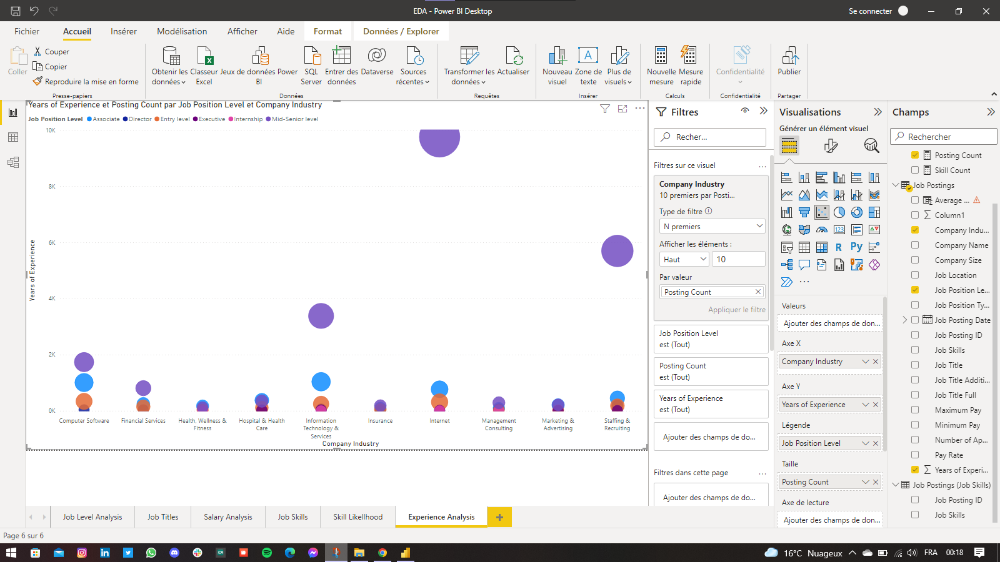 EDA - Power BI Desktop
Se connecter
Fichier
Accueil
Insérer
Modélisation
Afficher
Aide
Format
Données / Explorer
Coller
Couper
Copier
Reproduire la mise en forme
Presse-papiers
Obtenir les données
Classeur Excel
Jeux de données Power BI
SQL Server
Entrer des données
Dataverse
Sources récentes
Données
Transformer les données
Actualiser
Requêtes
Nouveau visuel
Zone de texte
Plus de visuels
Insérer
Nouvelle mesure
Mesure rapide
Calculs
Confidentialité
Confidentialité
Publier
Partager
Years of Experience et Posting Count par Job Position Level et Company Industry
Job Position Level Associate Director Entry level Executive Internship Mid-Senior level
10K
8K
6K
4K
2K
0K
Years of Experience
Computer Software
Financial Services
Health, Wellness & Fitness
Hospital & Health Care
Information Technology & Services
Insurance
Internet
Management Consulting
Marketing & Advertising
Staffing & Recruiting
Company Industry
Filtres
Recher...
Filtres sur ce visuel
...
Company Industry
10 premiers par Posti...
Type de filtre
N premiers
Afficher les éléments :
Haut
10
Par valeur
Posting Count
Appliquer le filtre
Job Position Level
est (Tout)
Posting Count
est (Tout)
Years of Experience
est (Tout)
Ajouter des champs de do...
Filtres dans cette page
...
Ajouter des champs de do...
Visualisations
Générer un élément visuel
123
R
Py
...
Valeurs
Ajouter des champs de don...
Axe X
Company Industry
Axe Y
Years of Experience
Légende
Job Position Level
Taille
Posting Count
Axe de lecture
Ajouter des champs de don...
Champs
Rechercher
Posting Count
Skill Count
Job Postings
Average ...
Column1
Company Indu...
Company Name
Company Size
Job Location
Job Position Le...
Job Position Ty...
Job Posting Date
Job Posting ID
Job Skills
Job Title
Job Title Additi...
Job Title Full
Maximum Pay
Minimum Pay
Number of Ap...
Pay Rate
Years of Experi...
Job Postings (Job Skills)
Job Posting ID
Job Skills
Job Level Analysis
Job Titles
Salary Analysis
Job Skills
Skill Likellhood
Experience Analysis
Page 6 sur 6
16°C Nuageux
FRA
00:18